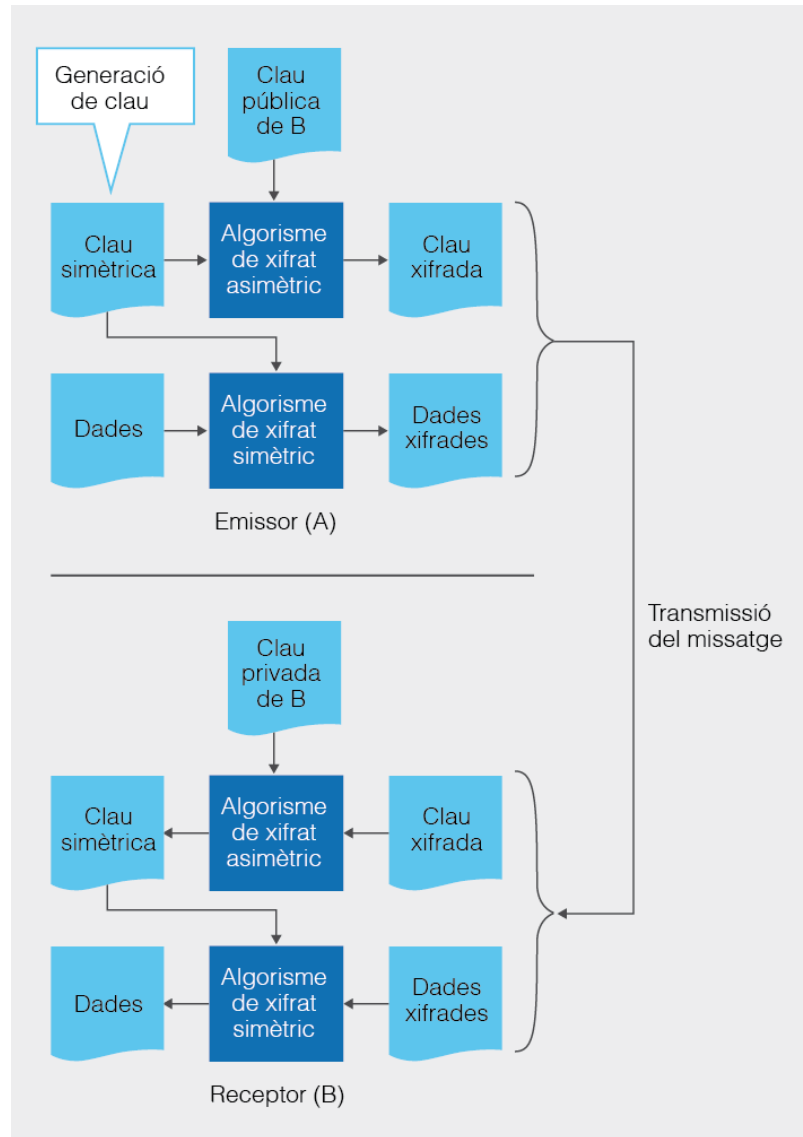 Generació
de clau
Clau
pública
de B
Clau
simètrica
Algorisme
de xifrat
asimètric
Clau
xifrada
Dades
Algorisme
de xifrat
simètric
Dades
xifrades
Emissor (A)
Transmissió
del missatge
Clau
privada
de B
Clau
simètrica
Algorisme
de xifrat
asimètric
Clau
xifrada
Dades
Algorisme
de xifrat
simètric
Dades
xifrades
Receptor (B)